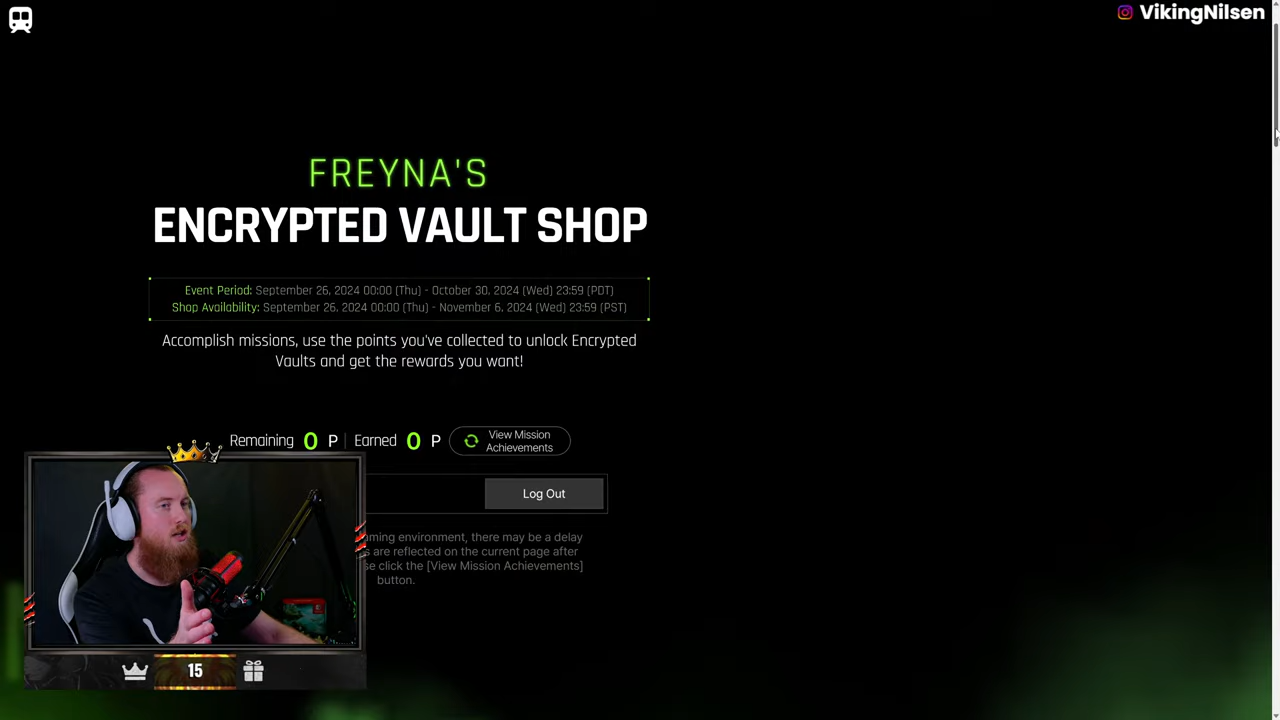 VikingNilsen
FREYNA'S
ENCRYPTED VAULT SHOP
Event Period: September 26, 2024 00:00 (Thu) - October 30, 2024 (Wed) 23:59 (PDT)
Shop Availability: September 26, 2024 00:00 (Thu) - November 6, 2024 (Wed) 23:59 (PST)
Accomplish missions, use the points you've collected to unlock Encrypted
Vaults and get the rewards you want!
Remaining 0 P | Earned 0 P
View Mission
Achievements
Log Out
ming environment, there may be a delay
s are reflected on the current page after
se click the [View Mission Achievements]
button.
15